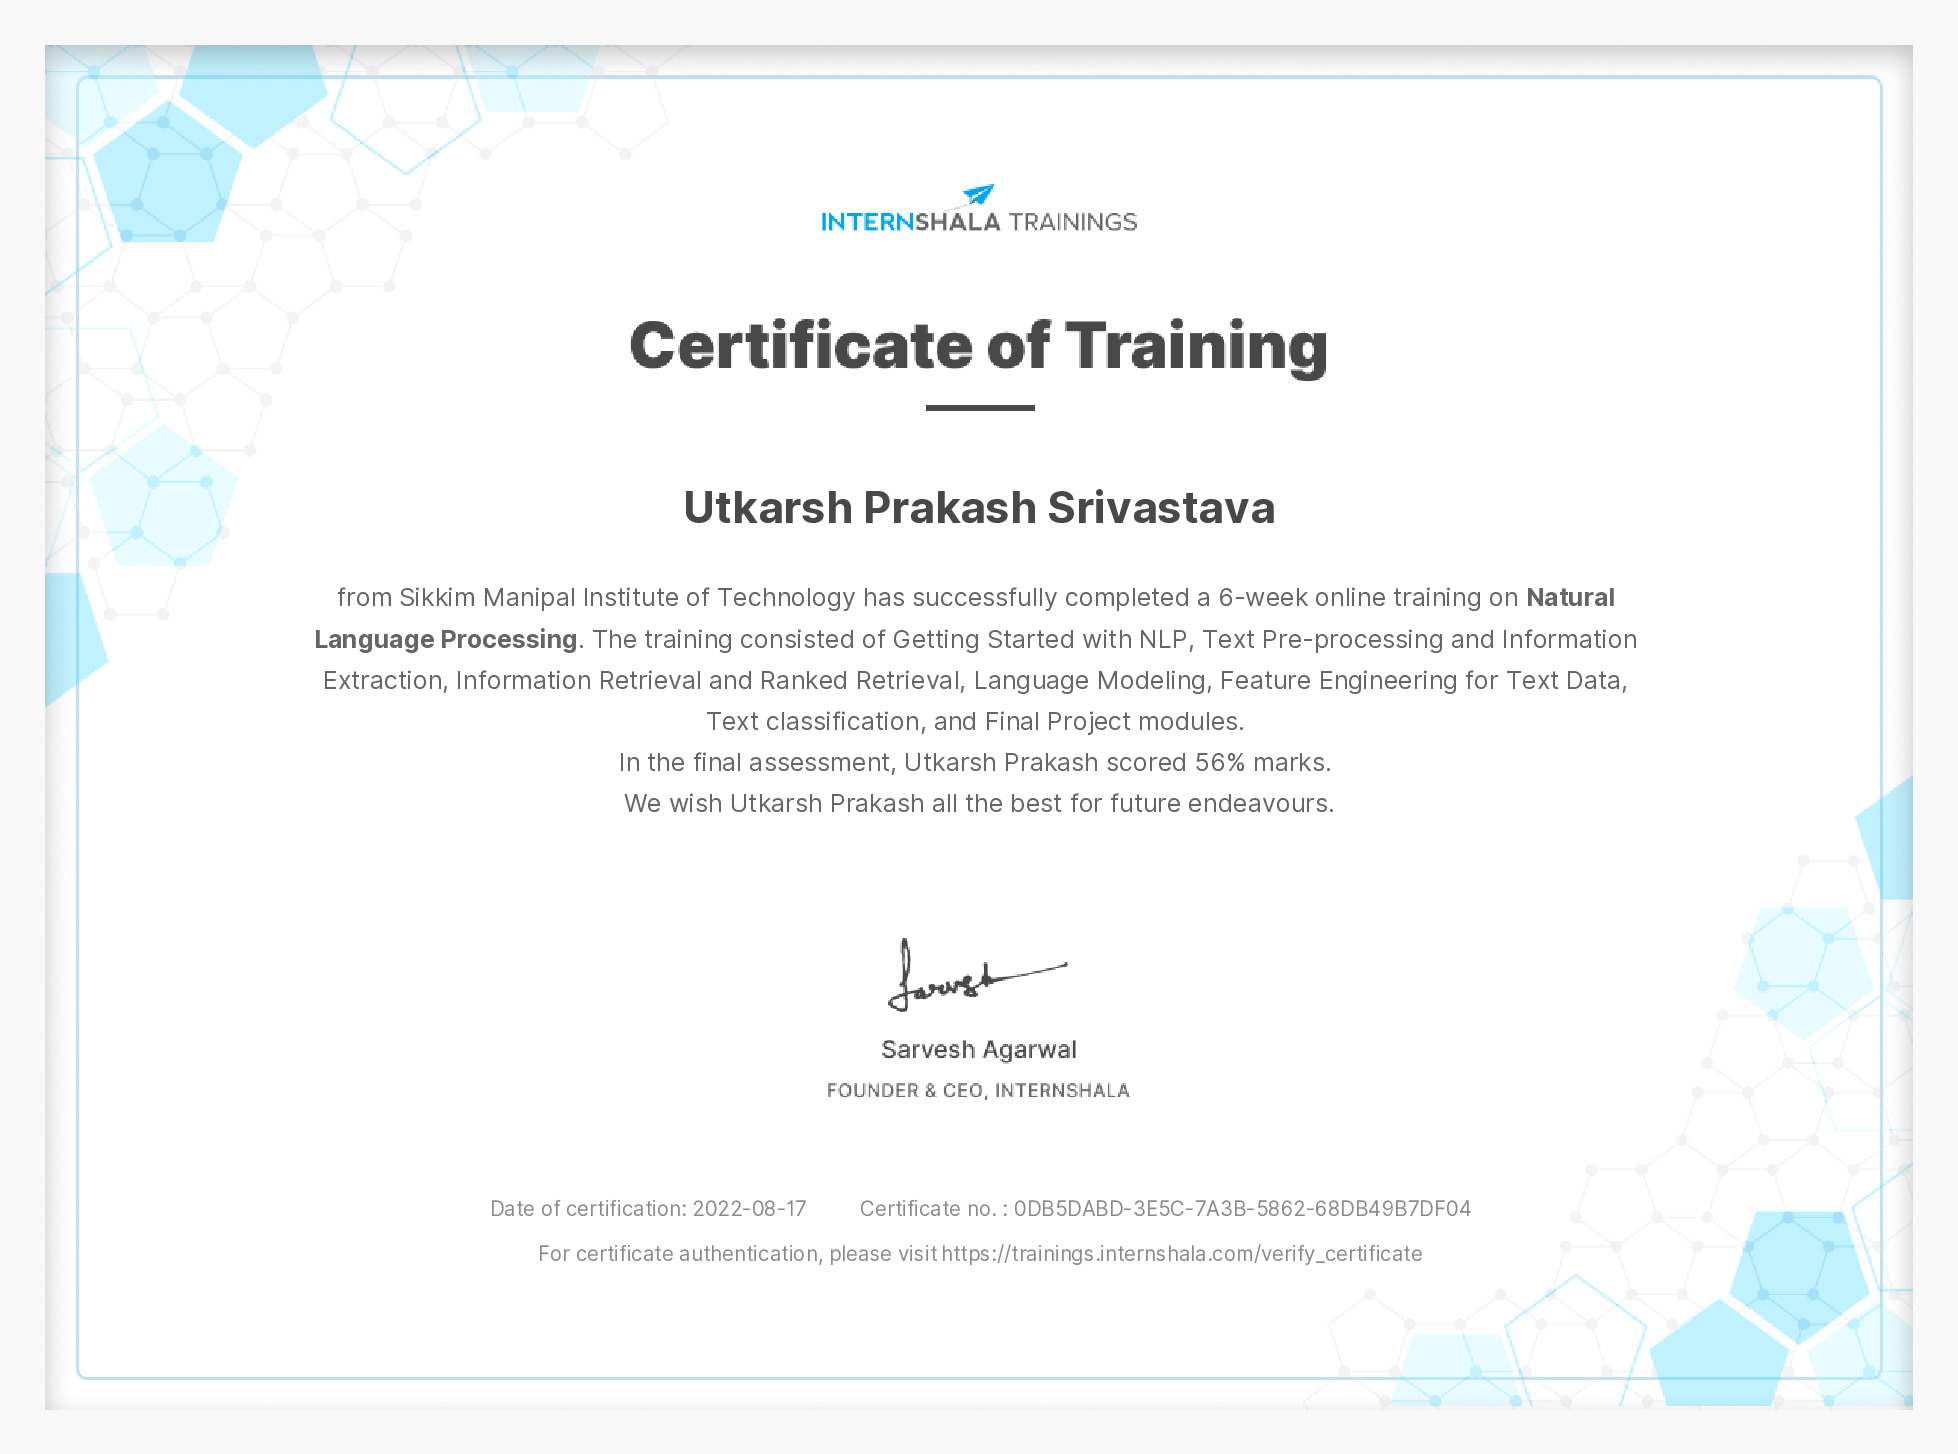 INTERNSHALA TRAININGS
Certificate of Training
Utkarsh Prakash Srivastava
from Sikkim Manipal Institute of Technology has successfully completed a 6-week online training on Natural
Language Processing. The training consisted of Getting Started with NLP, Text Pre-processing and Information
Extraction, Information Retrieval and Ranked Retrieval, Language Modeling, Feature Engineering for Text Data,
Text classification, and Final Project modules.
In the final assessment, Utkarsh Prakash scored 56% marks.
We wish Utkarsh Prakash all the best for future endeavours.
Sarvesh
Sarvesh Agarwal
FOUNDER & CEO, INTERNSHALA
Date of certification: 2022-08-17 Certificate no. : 0DB5DABD-3E5C-7A3B-5862-68DB49B7DF04
For certificate authentication, please visit https://trainings.internshala.com/verify_certificate